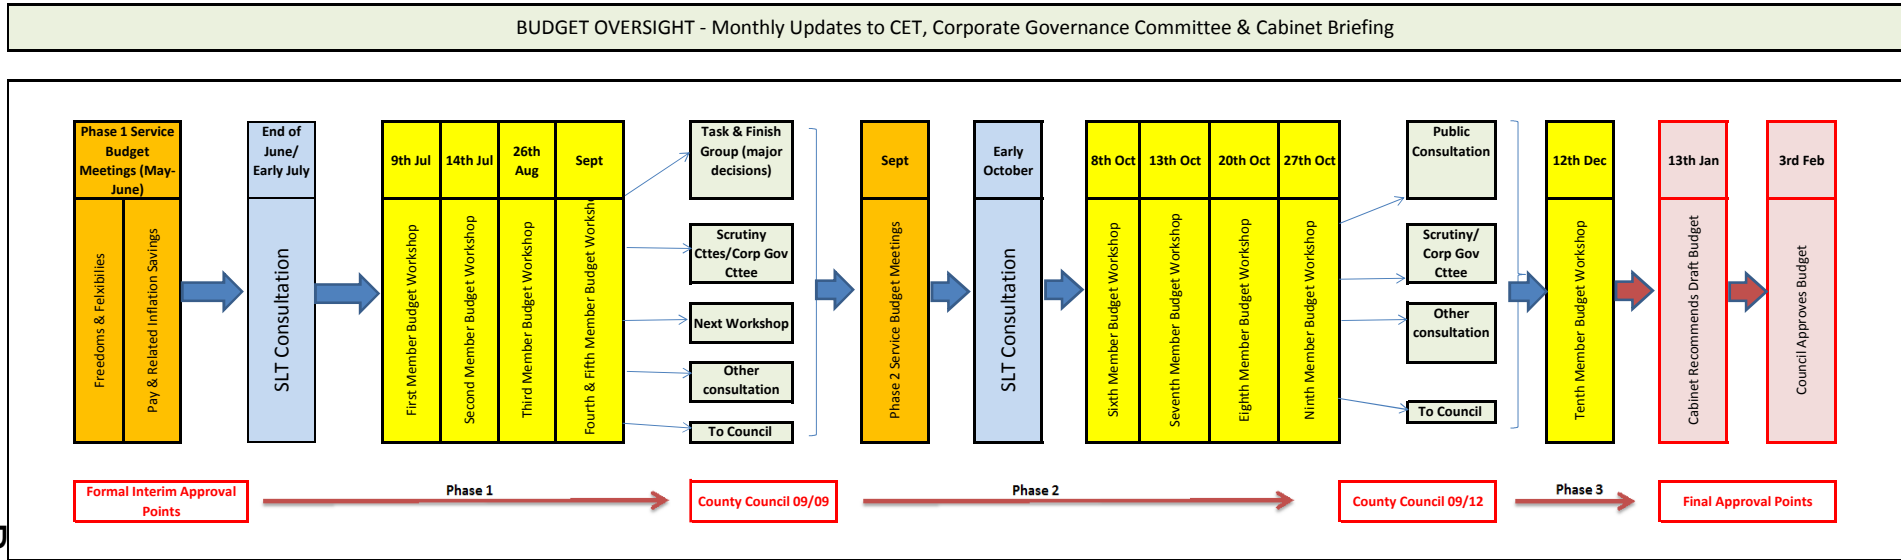 BUDGET OVERSIGHT - Monthly Updates to CET, Corporate Governance Committee & Cabinet Briefing
Phase 1 Service
Budget
Meetings (May-
June)
Freedoms & Felxibilies
Pay & Related Inflation Savings
End of
June/
Early July
SLT Consultation
9th Jul
First Member Budget Workshop
14th Jul
Second Member Budget Workshop
26th
Aug
Third Member Budget Workshop
Sept
Fourth & Fifth Member Budget Worksh
Task & Finish
Group (major
decisions)
Scrutiny
Cttes/Corp Gov
Cttee
Next Workshop
Other
consultation
To Council
Sept
Phase 2 Service Budget Meetings
Early
October
SLT Consultation
8th Oct
Sixth Member Budget Workshop
13th Oct
Seventh Member Budget Workshop
20th Oct
Eighth Member Budget Workshop
27th Oct
Ninth Member Budget Workshop
Public
Consultation
Scrutiny/
Corp Gov
Cttee
Other
consultation
To Council
12th Dec
Tenth Member Budget Workshop
13th Jan
Cabinet Recommends Draft Budget
3rd Feb
Council Approves Budget
Formal Interim Approval
Points
Phase 1
County Council 09/09
Phase 2
County Council 09/12
Phase 3
Final Approval Points